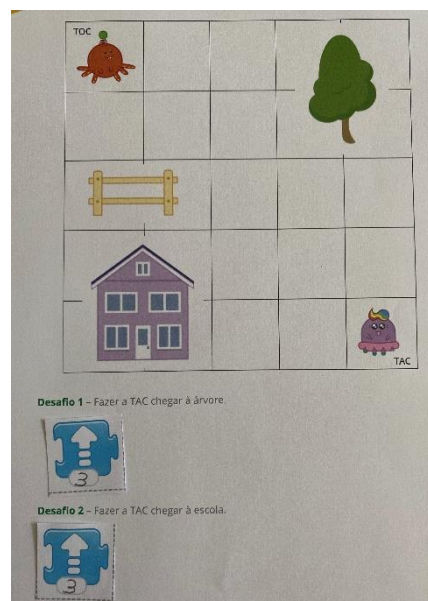 TOC
TAC
Desafio 1 – Fazer a TAC chegar à árvore.
3
Desafio 2 – Fazer a TAC chegar à escola.
3